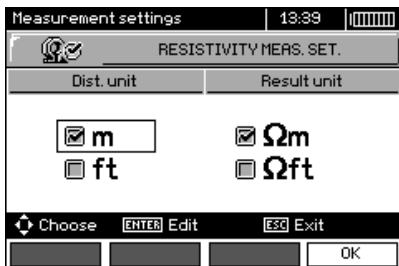 Measurement settings 13:39
RESISTIVITY MEAS. SET.
Dist. unit Result unit
m Ωm
ft Ωft
Choose ENTER Edit ESC Exit
OK